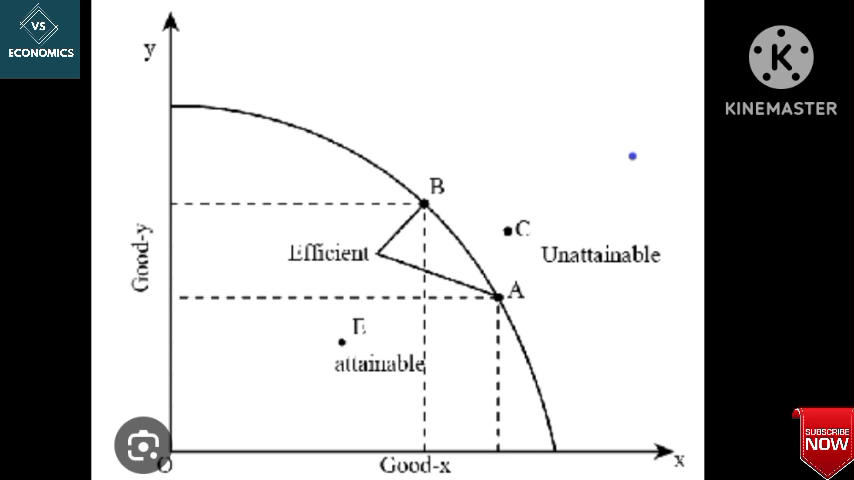 VS
ECONOMICS
y
B
C
Efficient
Unattainable
Good-y
A
E
attainable
O
Good-x
x
K
KINEMASTER
SUBSCRIBE
NOW